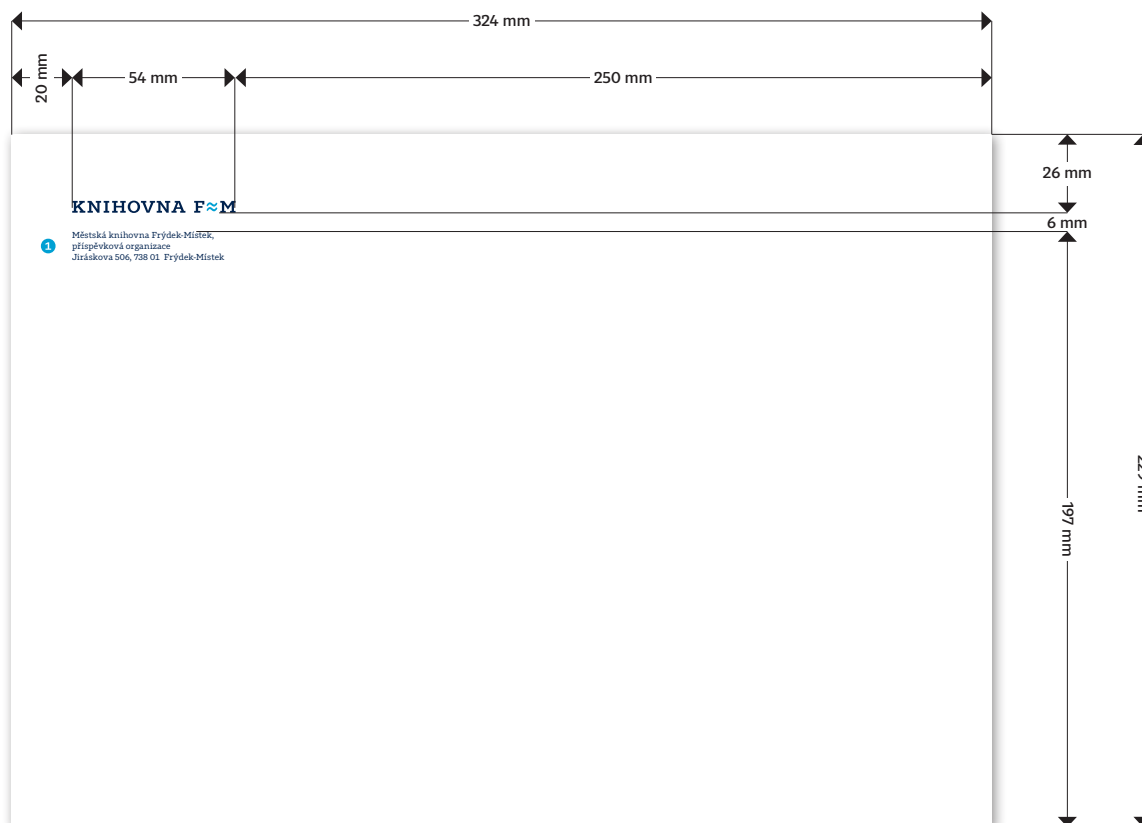 324 mm
20 mm
54 mm
250 mm
26 mm
KNIHOVNA F≈M
6 mm
1
Městská knihovna Frýdek-Místek,
příspěvková organizace
Jiráskova 506, 738 01 Frýdek-Místek
197 mm